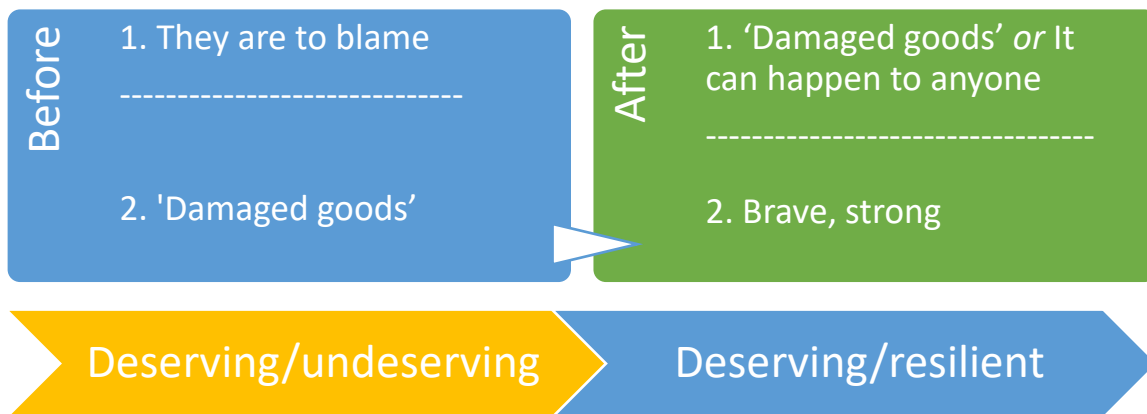 Before
1. They are to blame
------------------------------
2. 'Damaged goods’
After
1. ‘Damaged goods’ or It
can happen to anyone
----------------------------------
2. Brave, strong
Deserving/undeserving
Deserving/resilient